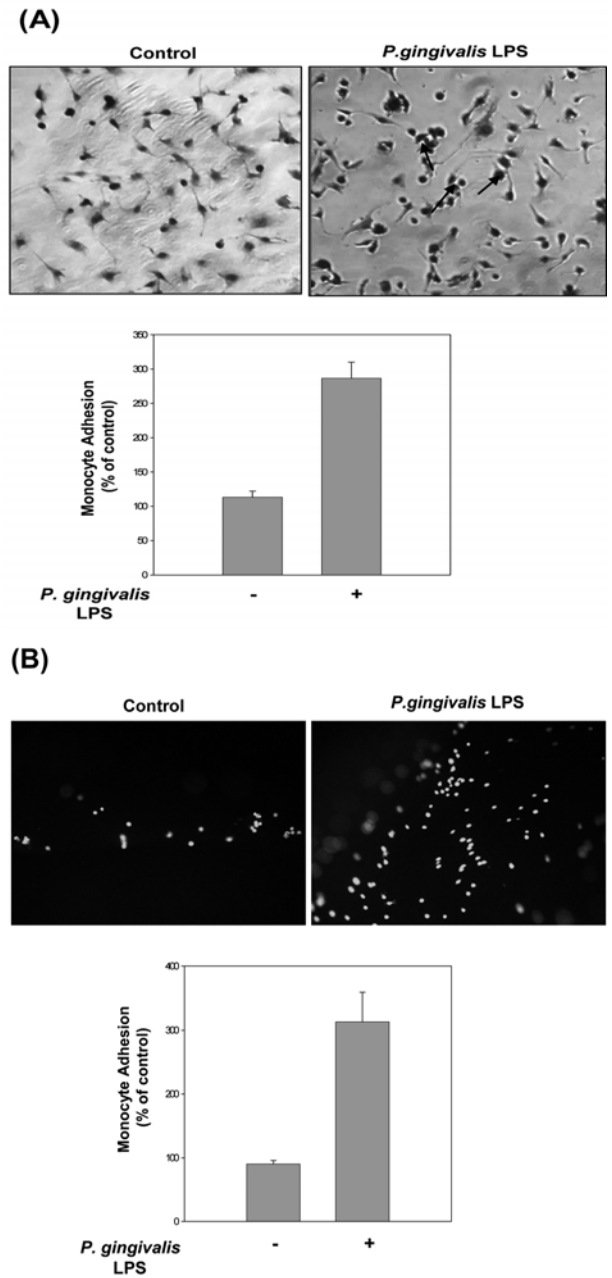 (A)
Control
P.gingivalis LPS
Monocyte Adhesion
(% of control)
350
300
250
200
150
100
50
0
P. gingivalis
LPS
-
+
(B)
Control
P.gingivalis LPS
Monocyte Adhesion
(% of control)
400
300
200
100
0
P. gingivalis
LPS
-
+